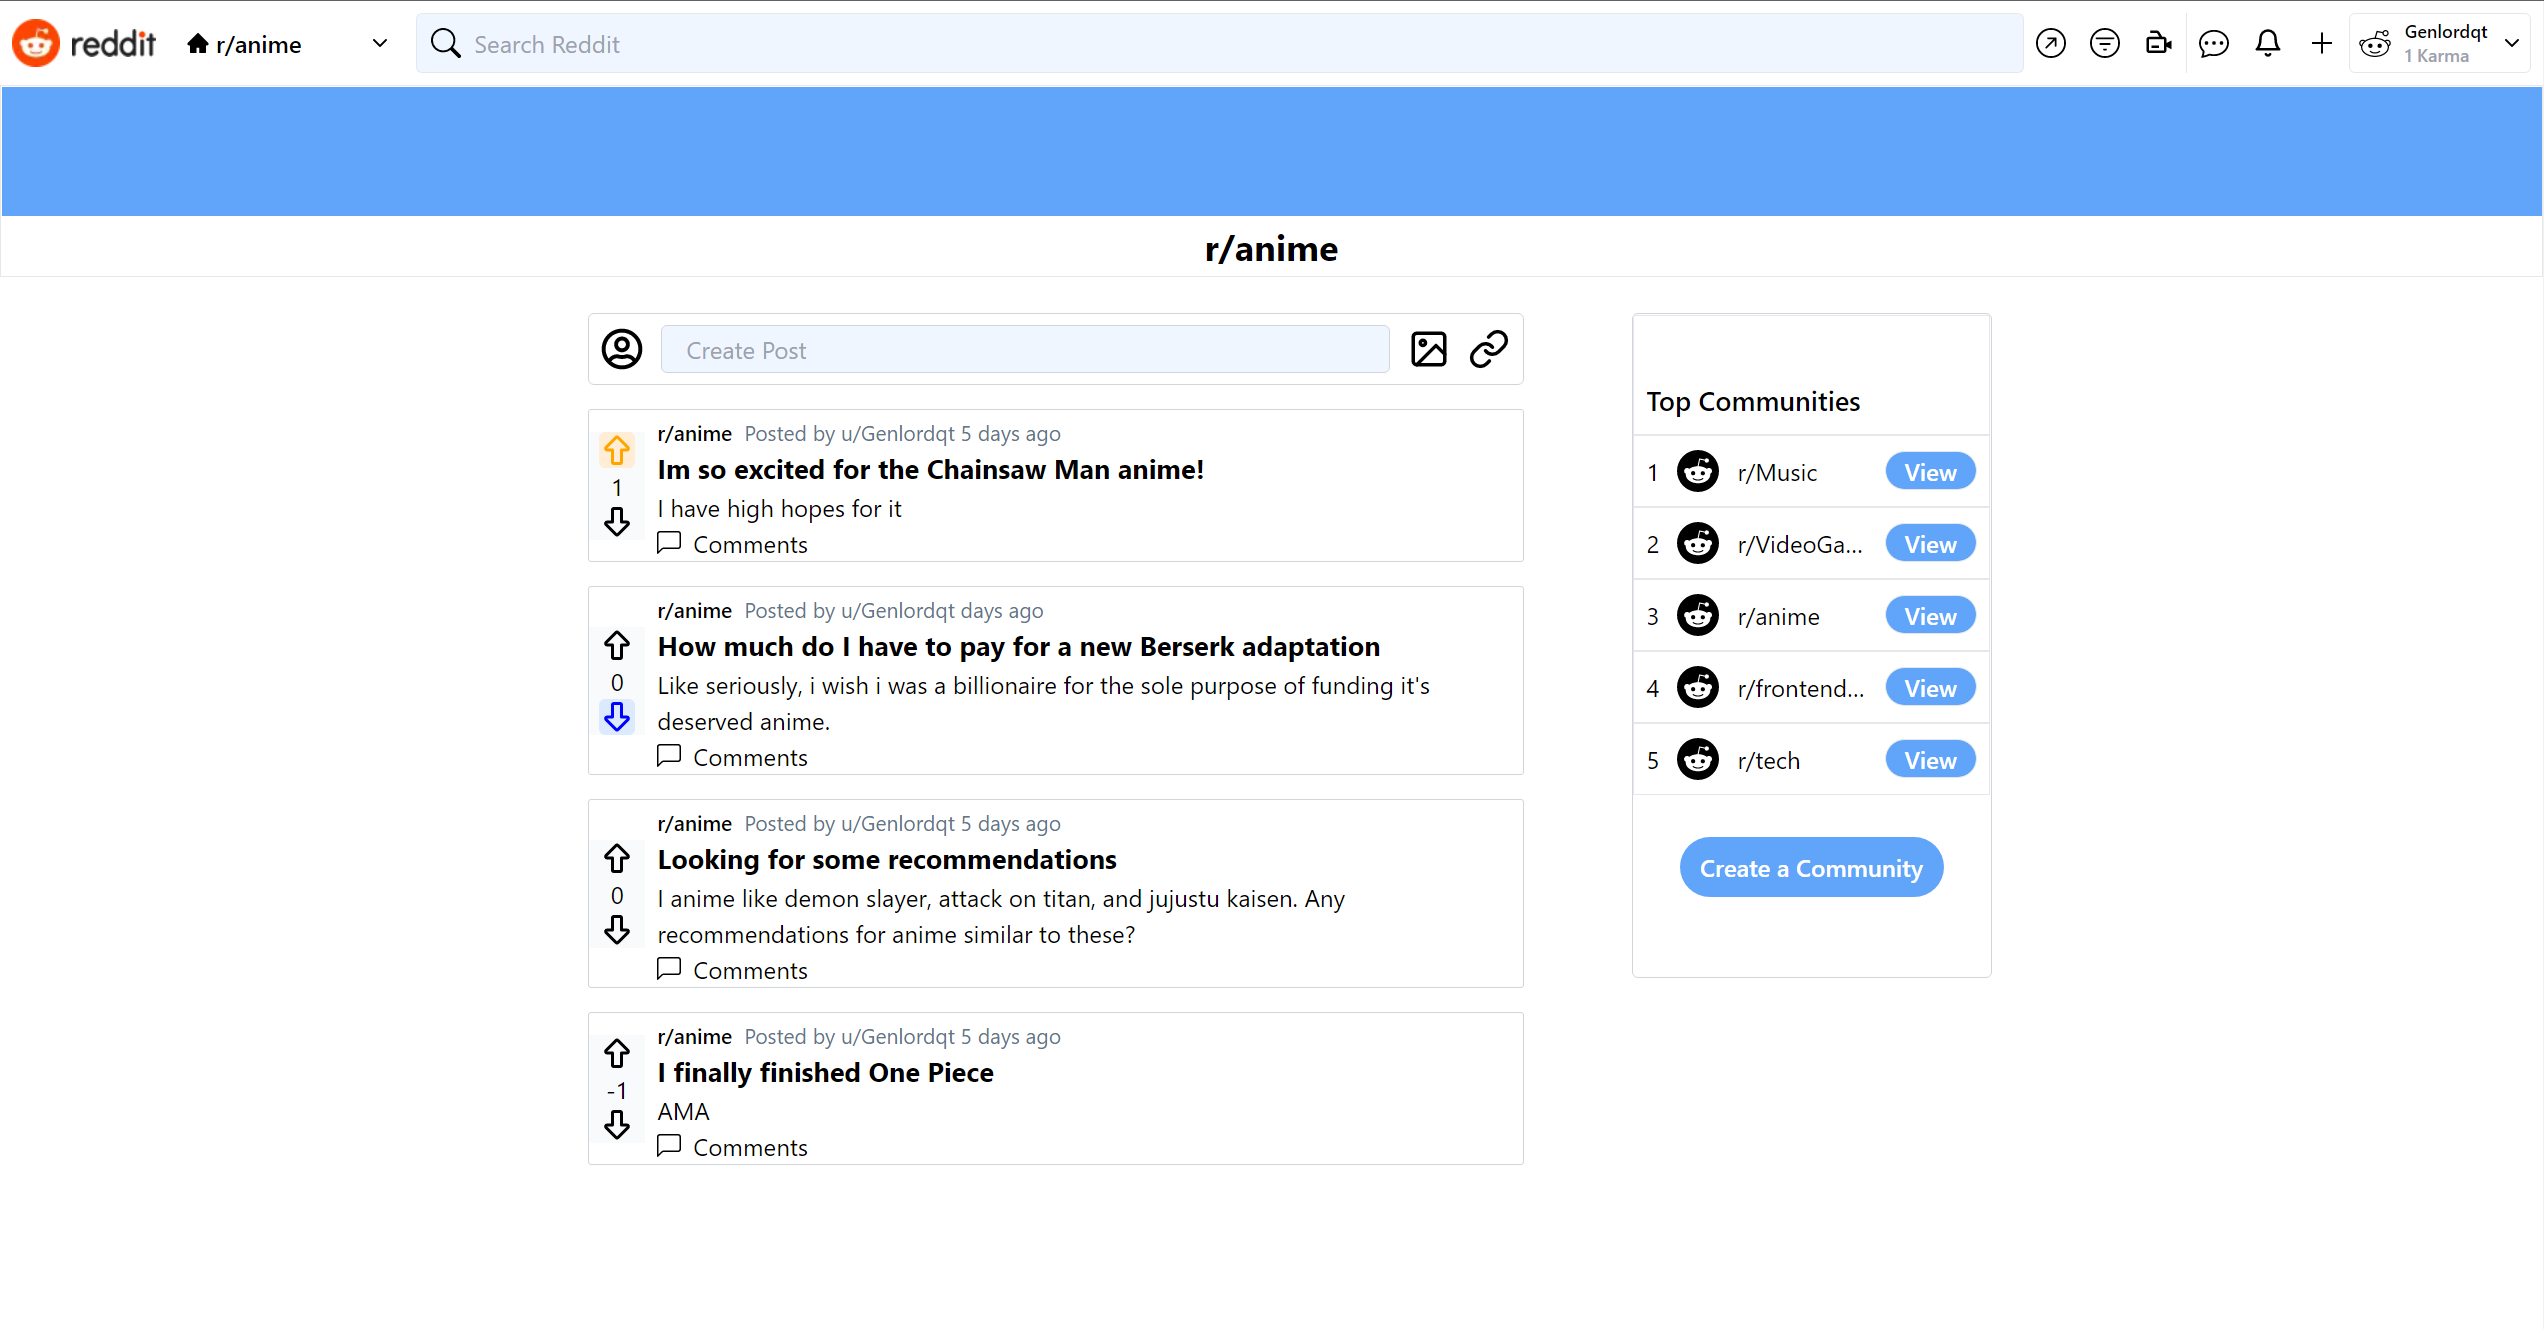 reddit r/anime Search Reddit Genlordqt
1 Karma
r/anime
Create Post
r/anime Posted by u/Genlordqt 5 days ago
Im so excited for the Chainsaw Man anime!
1
I have high hopes for it
Comments
r/anime Posted by u/Genlordqt days ago
How much do I have to pay for a new Berserk adaptation
0
Like seriously, i wish i was a billionaire for the sole purpose of funding it's
deserved anime.
Comments
r/anime Posted by u/Genlordqt 5 days ago
Looking for some recommendations
0
I anime like demon slayer, attack on titan, and jujustu kaisen. Any
recommendations for anime similar to these?
Comments
r/anime Posted by u/Genlordqt 5 days ago
I finally finished One Piece
-1
AMA
Comments
Top Communities
1 r/Music View
2 r/VideoGa... View
3 r/anime View
4 r/frontend... View
5 r/tech View
Create a Community